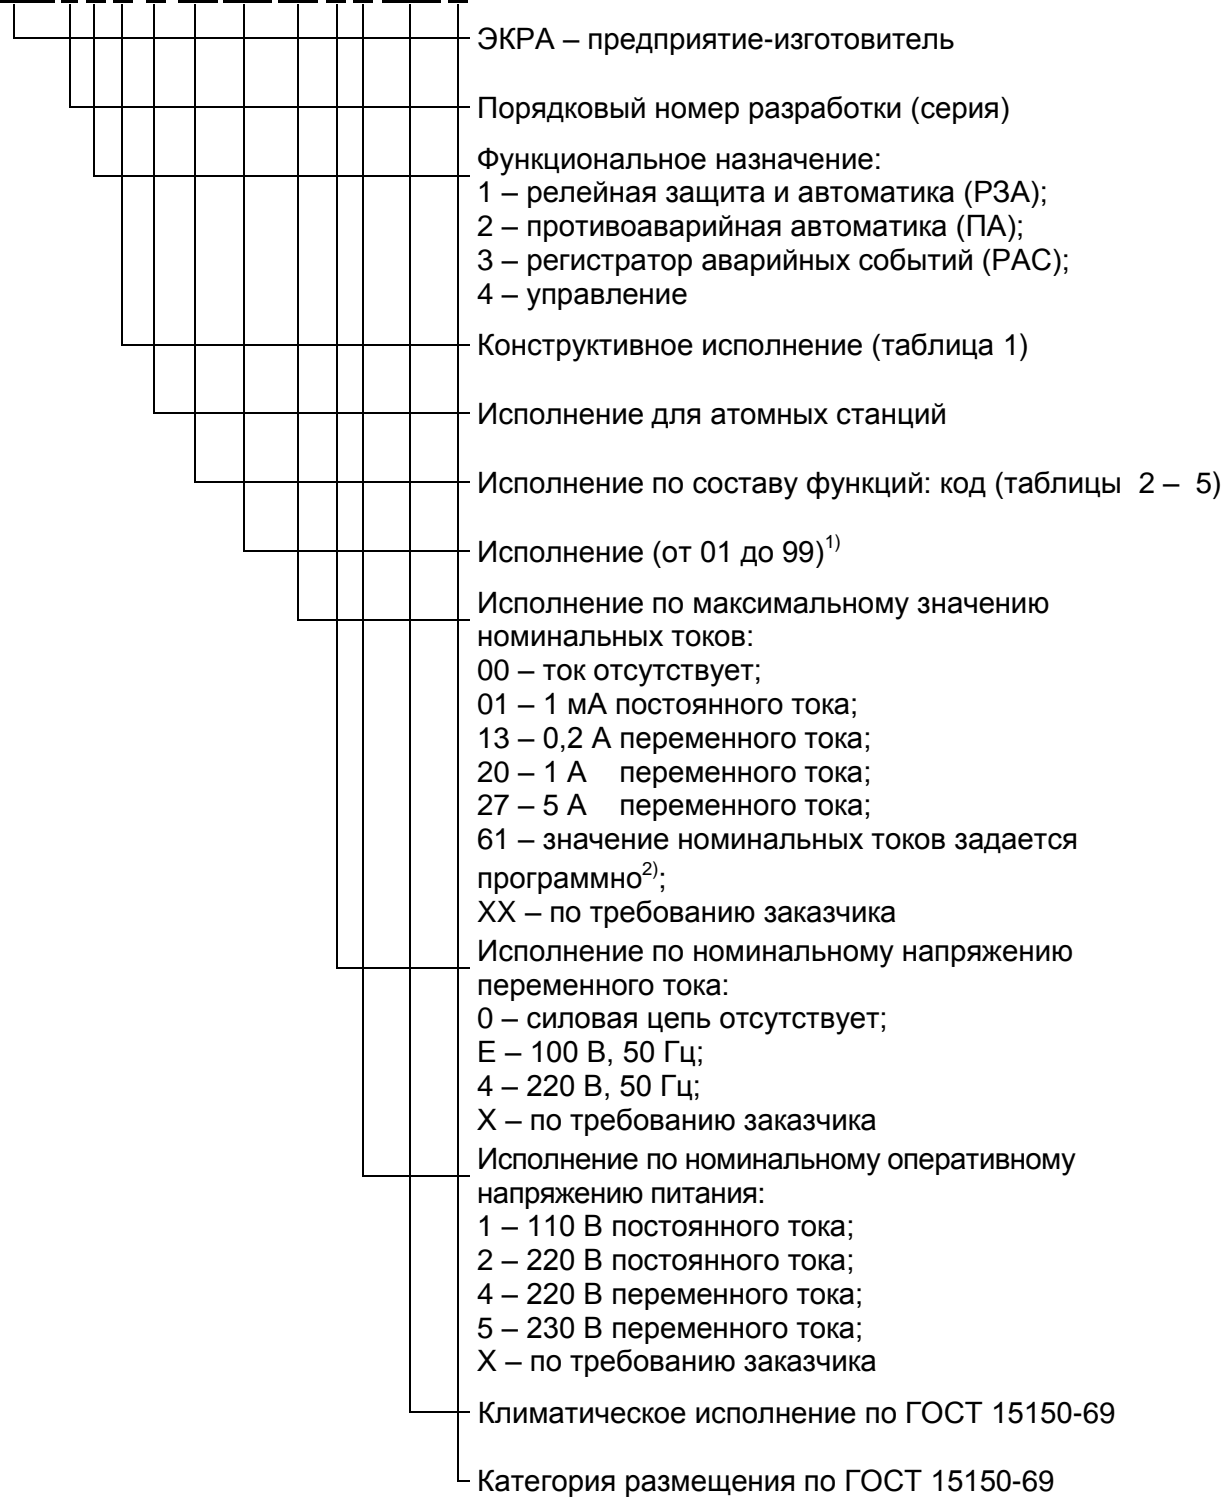 ЭКРА – предприятие-изготовитель
Порядковый номер разработки (серия)
Функциональное назначение:
1 – релейная защита и автоматика (РЗА);
2 – противоаварийная автоматика (ПА);
3 – регистратор аварийных событий (РАС);
4 – управление
Конструктивное исполнение (таблица 1)
Исполнение для атомных станций
Исполнение по составу функций: код (таблицы 2 – 5)
Исполнение (от 01 до 99)1)
Исполнение по максимальному значению
номинальных токов:
00 – ток отсутствует;
01 – 1 мА постоянного тока;
13 – 0,2 А переменного тока;
20 – 1 А переменного тока;
27 – 5 А переменного тока;
61 – значение номинальных токов задается
программно2);
ХХ – по требованию заказчика
Исполнение по номинальному напряжению
переменного тока:
0 – силовая цепь отсутствует;
Е – 100 В, 50 Гц;
4 – 220 В, 50 Гц;
Х – по требованию заказчика
Исполнение по номинальному оперативному
напряжению питания:
1 – 110 В постоянного тока;
2 – 220 В постоянного тока;
4 – 220 В переменного тока;
5 – 230 В переменного тока;
Х – по требованию заказчика
Климатическое исполнение по ГОСТ 15150-69
Категория размещения по ГОСТ 15150-69